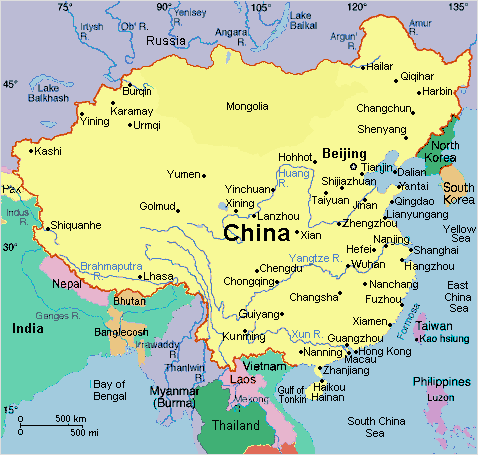 75°
90°
105°
120°
135°
Irtysh
R.
Ob' R.
Yenisey
R.
Angara
R.
Lake
Baikal
Argun'
R.
Amur
R.
Russia
45°
Lake
Balkhash
Burqin
Karamay
Yining
Urmqi
Mongolia
Hailar
Qiqihar
Harbin
Changchun
Shenyang
Kashi
Hohhot
Beijing
Tianjin
North
Korea
Dalian
South
Korea
Yumen
Huang
R.
Shijiazhuan
Yantai
Yinchuan
Taiyuan
Jihan
Qingdao
Golmud
Xining
Lanzhou
Lianyungang
Indus
R.
Shiquanhe
China
Xian
Zhengzhou
Yellow
Sea
30°
Nanjing
Hefei
Shanghai
Yangtze R.
Wuhan
Hangzhou
Brahmaputra
R.
Lhasa
Chengdu
Chongqing
Nanchang
East
China
Sea
Nepal
Bhutan
Changsha
Fuzhou
Ganges R.
Guiyang
Xiamen
Formosa
India
Banglecosh
Kunming
Xun R.
Guangzhou
Taiwan
Kao hsiung
Irrawaddy
R.
Nanning
Hong Kong
Macau
Thanlwin
R.
Vietnam
Zhanjiang
Laos
Haikou
Hainan
Bay of
Bengal
Myanmar
(Burma)
Mekong
Gulf of
Tonkin
Philippines
Luzon
15°
0
500 km
500 mi
Thailand
South China
Sea